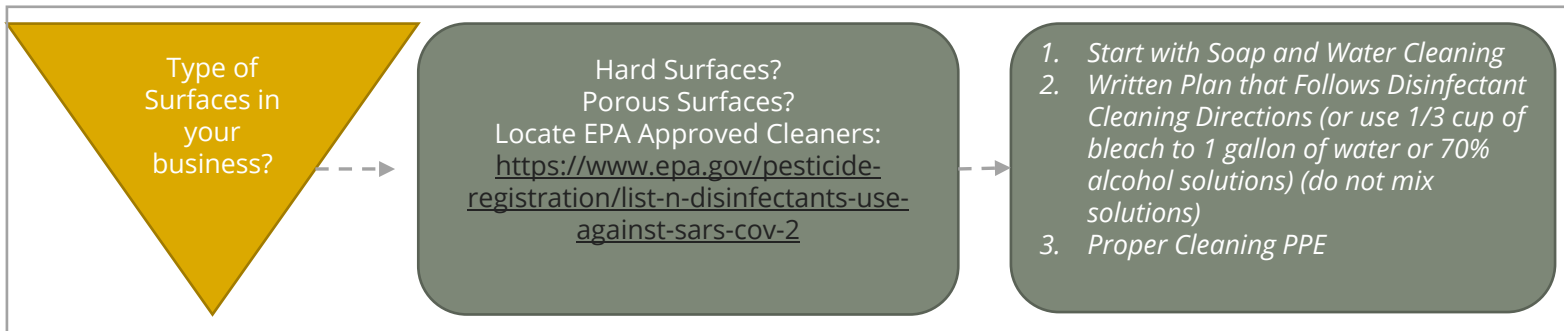 Type of
Surfaces in
your
business?
Hard Surfaces?
Porous Surfaces?
Locate EPA Approved Cleaners:
https://www.epa.gov/pesticide-
registration/list-n-disinfectants-use-
against-sars-cov-2
1. Start with Soap and Water Cleaning
2. Written Plan that Follows Disinfectant
Cleaning Directions (or use 1/3 cup of
bleach to 1 gallon of water or 70%
alcohol solutions) (do not mix
solutions)
3. Proper Cleaning PPE